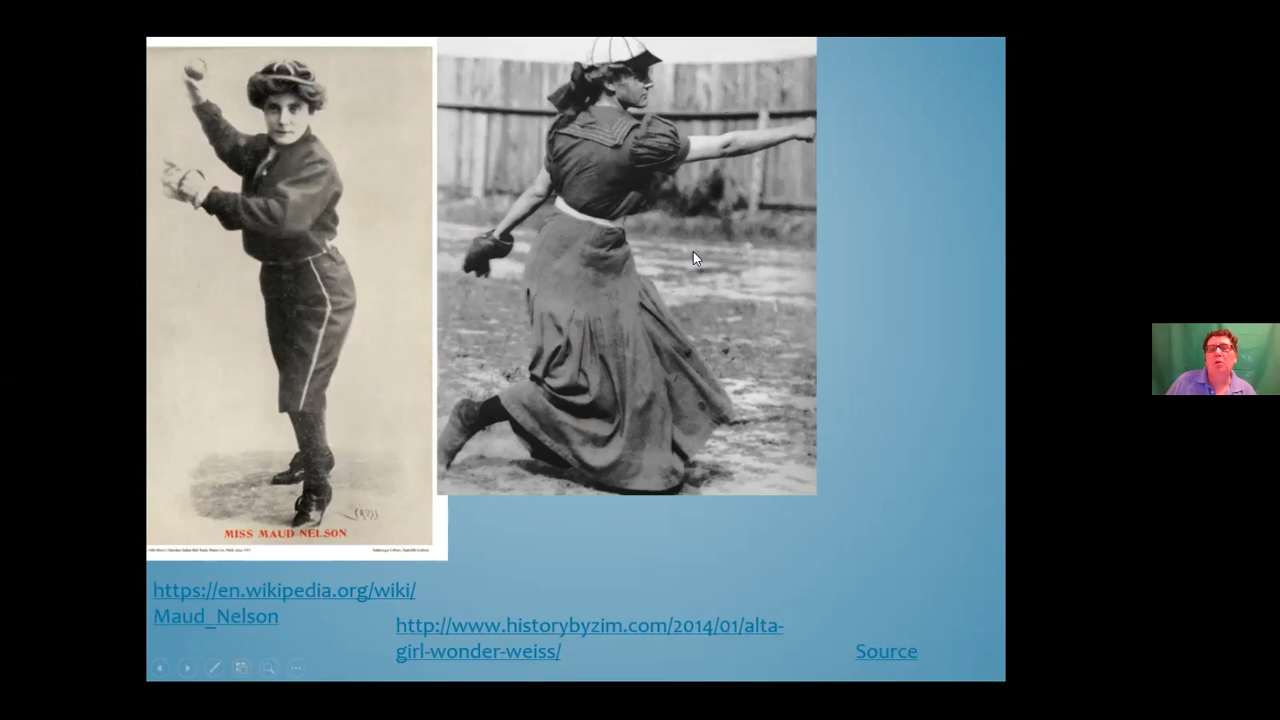 MISS MAUD NELSON
https://en.wikipedia.org/wiki/
Maud_Nelson
http://www.historybyzim.com/2014/01/alta-
girl-wonder-weiss/
Source